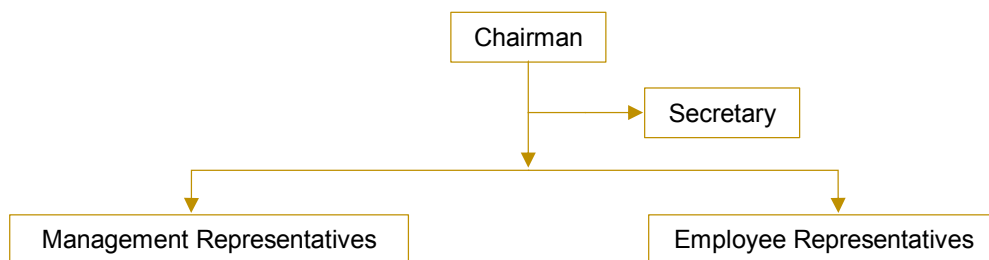 Chairman
Secretary
Management Representatives
Employee Representatives